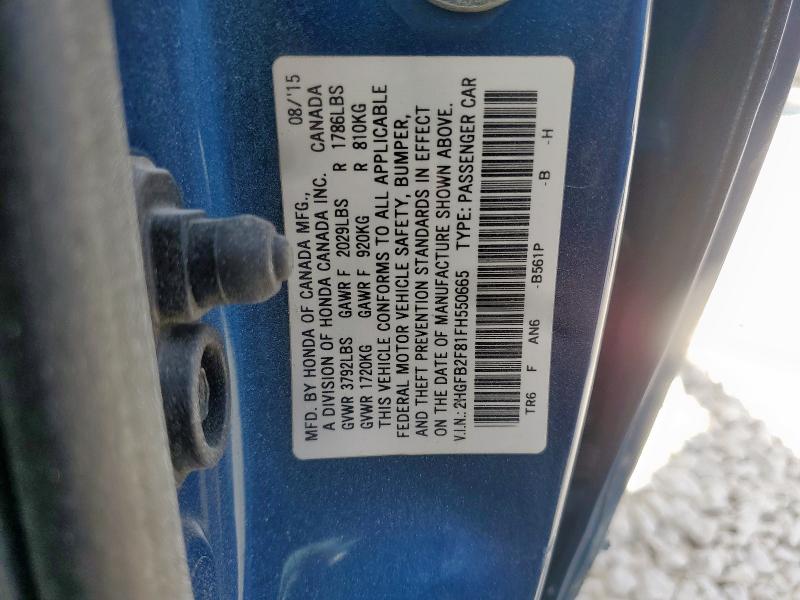 MFD. BY HONDA OF CANADA MFG., 08/'15
A DIVISION OF HONDA CANADA INC. CANADA
GVWR 3792LBS GAWR F 2029LBS R 1786LBS
GVWR 1720KG GAWR F 920KG R 810KG
THIS VEHICLE CONFORMS TO ALL APPLICABLE
FEDERAL MOTOR VEHICLE SAFETY, BUMPER,
AND THEFT PREVENTION STANDARDS IN EFFECT
ON THE DATE OF MANUFACTURE SHOWN ABOVE.
V.I.N.: 2HGFB2F81FH550665 TYPE: PASSENGER CAR
TR6 F AN6 -B561P -B -H